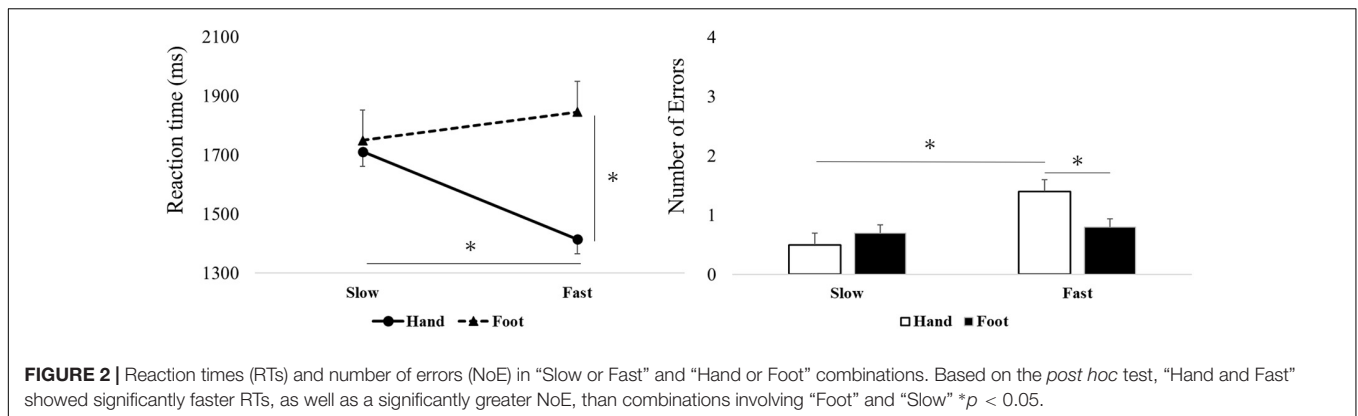 2100
1900
1700
1500
1300
Reaction time (ms)
*
*
Slow Fast
Hand Foot
4
3
2
1
0
Number of Errors
*
*
Slow Fast
Hand Foot
FIGURE 2 | Reaction times (RTs) and number of errors (NoE) in “Slow or Fast” and “Hand or Foot” combinations. Based on the post hoc test, “Hand and Fast”
showed significantly faster RTs, as well as a significantly greater NoE, than combinations involving “Foot” and “Slow” *p < 0.05.